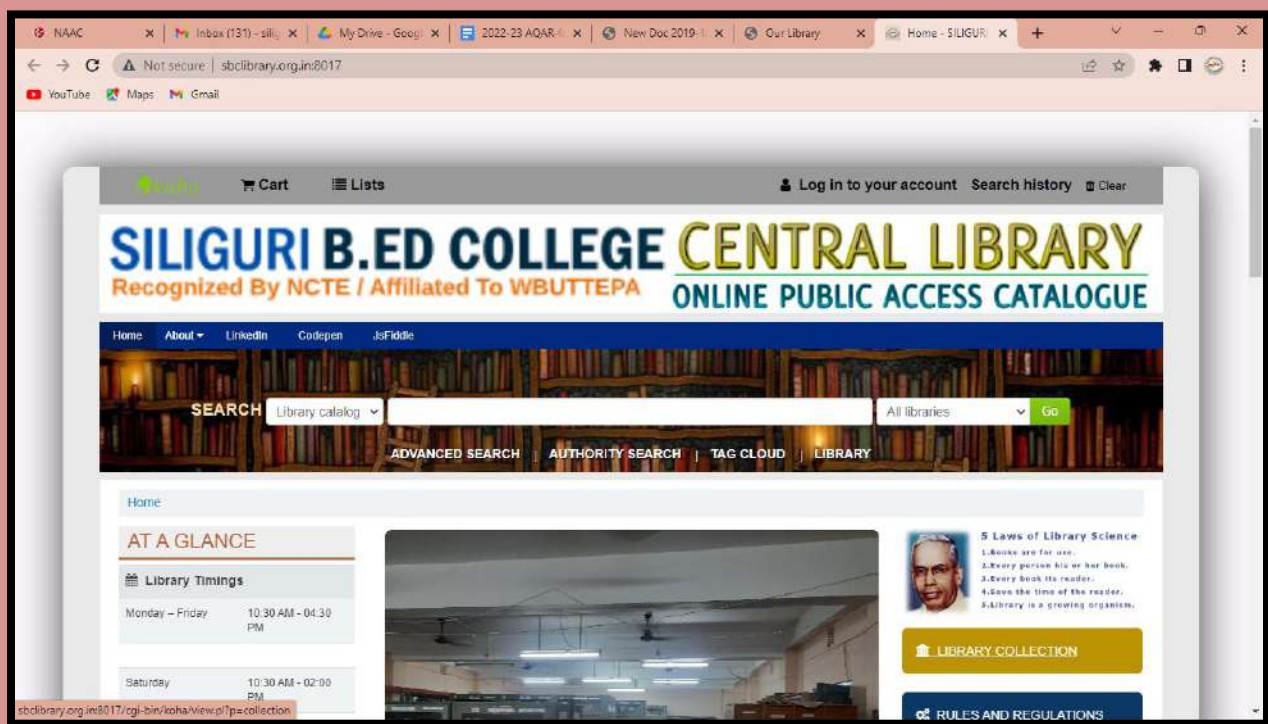 NAAC
Inbox (131) - silig
My Drive - Googl
2022-23 AQAR-
New Doc 2019-
Our Library
Home - SILIGUR
Not secure | sbclibrary.org.in:8017
YouTube Maps Gmail
koha Cart Lists
Log in to your account Search history Clear
SILIGURI B.ED COLLEGE
Recognized By NCTE / Affiliated To WBUTTEPA
CENTRAL LIBRARY
ONLINE PUBLIC ACCESS CATALOGUE
Home About LinkedIn Codepen JsFiddle
SEARCH Library catalog All libraries Go
ADVANCED SEARCH | AUTHORITY SEARCH | TAG CLOUD | LIBRARY
Home
AT A GLANCE
Library Timings
Monday – Friday 10:30 AM - 04:30
PM
Saturday 10:30 AM - 02:00
PM
5 Laws of Library Science
1.Books are for use.
2.Every person his or her book.
3.Every book its reader.
4.Save the time of the reader.
5.Library is a growing organism.
LIBRARY COLLECTION
RULES AND REGULATIONS
sbclibrary.org.in:8017/cgi-bin/koha/view.pl?p=collection